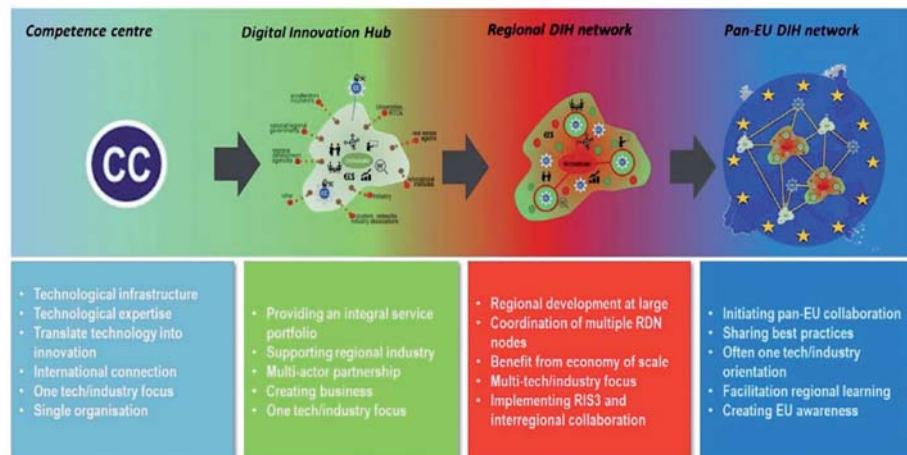 Competence centre
Digital Innovation Hub
Regional DIH network
Pan-EU DIH network
CC
other
industry
• Technological infrastructure
• Technological expertise
• Translate technology into
innovation
• International connection
• One tech/industry focus
• Single organisation
• Providing an integral service
portfolio
• Supporting regional industry
• Multi-actor partnership
• Creating business
• One tech/industry focus
• Regional development at large
• Coordination of multiple RDN
nodes
• Benefit from economy of scale
• Multi-tech/industry focus
• Implementing RIS3 and
interregional collaboration
• Initiating pan-EU collaboration
• Sharing best practices
• Often one tech/industry
orientation
• Facilitation regional learning
• Creating EU awareness